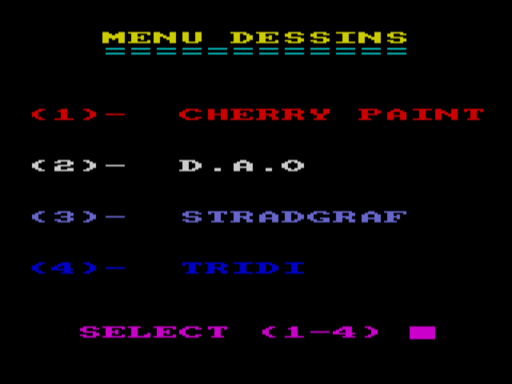 MENU DESSINS
============
(1)- CHERRY PAINT
(2)- D.A.O
(3)- STRADGRAF
(4)- TRIDI
SELECT (1-4)